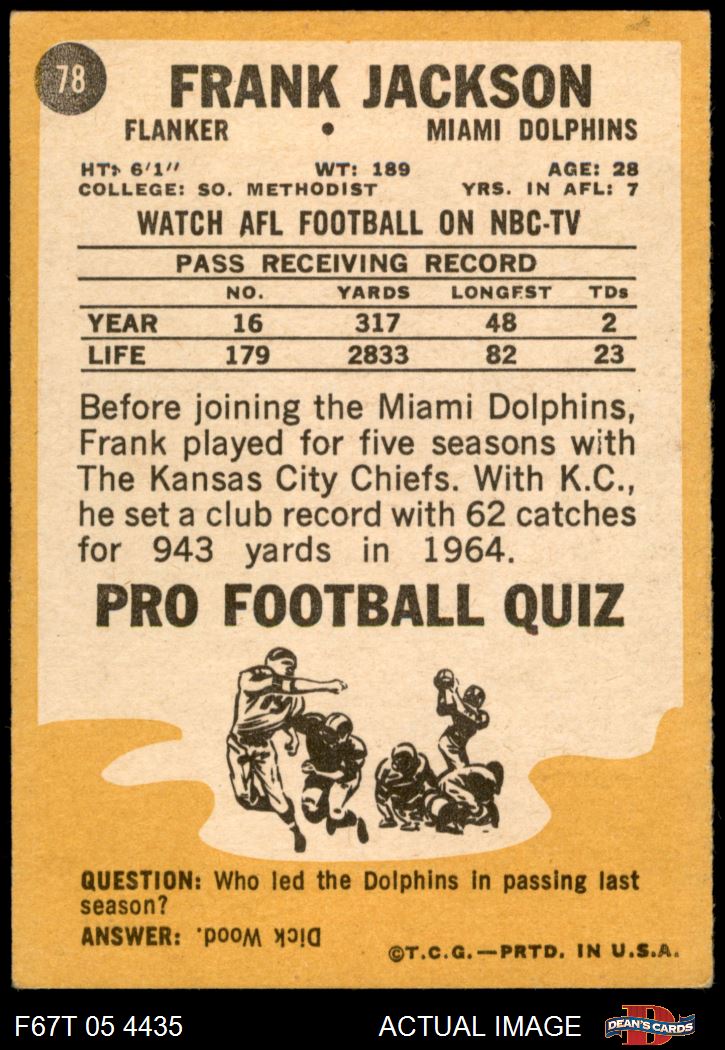 78
FRANK JACKSON
FLANKER • MIAMI DOLPHINS
HT: 6'1" WT: 189 AGE: 28
COLLEGE: SO. METHODIST YRS. IN AFL: 7
WATCH AFL FOOTBALL ON NBC-TV
PASS RECEIVING RECORD
NO. YARDS LONGEST TDs
YEAR 16 317 48 2
LIFE 179 2833 82 23
Before joining the Miami Dolphins,
Frank played for five seasons with
The Kansas City Chiefs. With K.C.,
he set a club record with 62 catches
for 943 yards in 1964.
PRO FOOTBALL QUIZ
QUESTION: Who led the Dolphins in passing last
season?
ANSWER: Dick Wood.
©T.C.G.—PRTD. IN U.S.A.
F67T 05 4435 ACTUAL IMAGE
D
DEAN'S CARDS